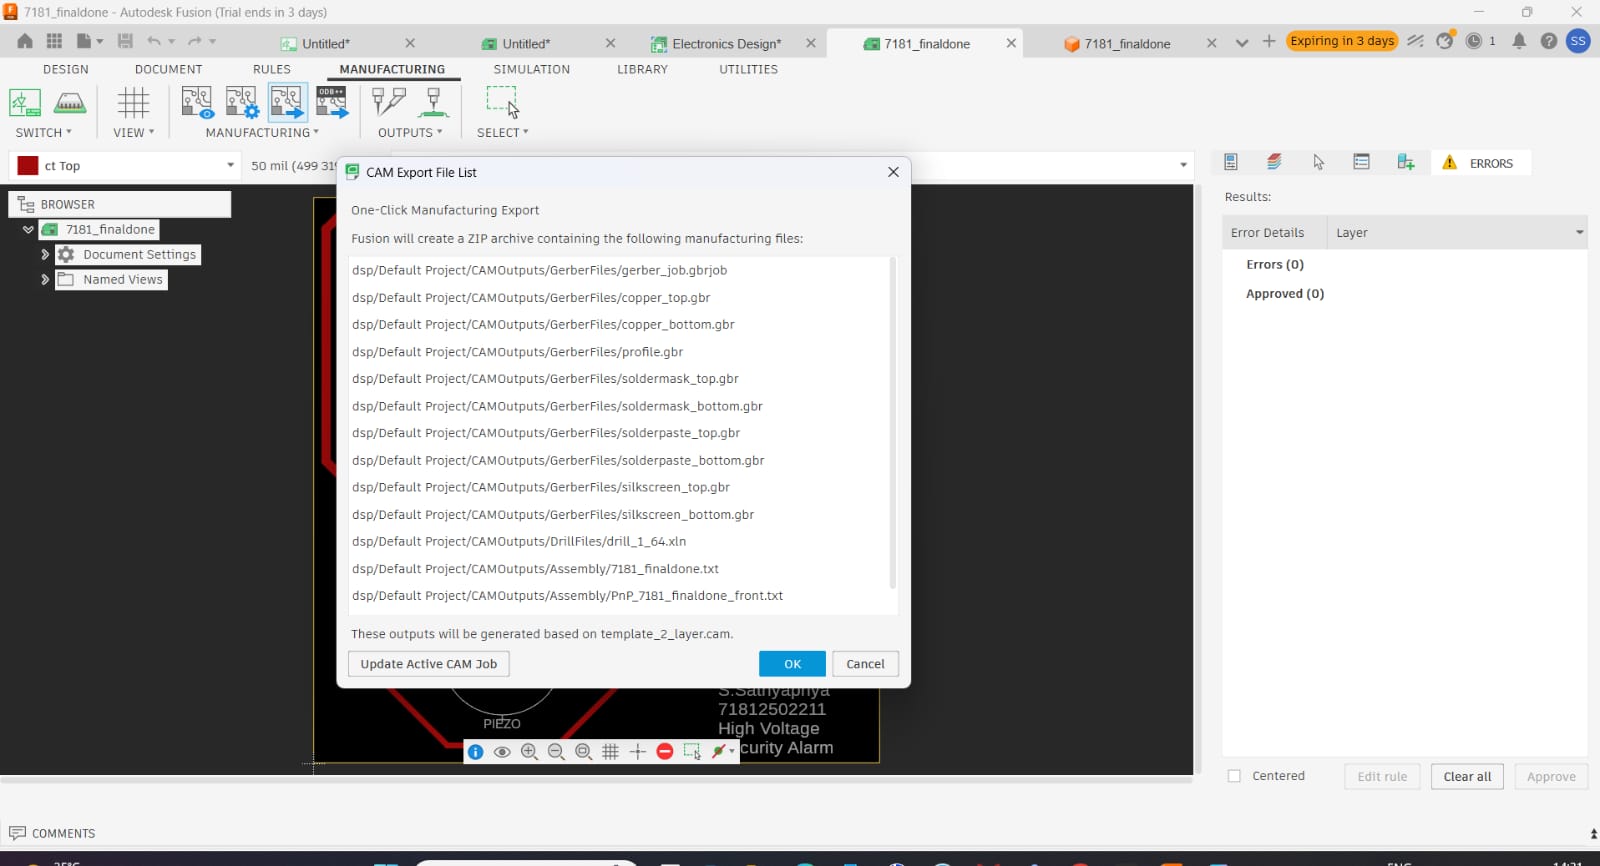 7181_finaldone - Autodesk Fusion (Trial ends in 3 days)
Untitled*
Untitled*
Electronics Design*
7181_finaldone
7181_finaldone
Expiring in 3 days
1
SS
DESIGN
DOCUMENT
RULES
MANUFACTURING
SIMULATION
LIBRARY
UTILITIES
ODB++
SWITCH
VIEW
MANUFACTURING
OUTPUTS
SELECT
ct Top
50 mil (499 319
ERRORS
BROWSER
7181_finaldone
Document Settings
Named Views
CAM Export File List
One-Click Manufacturing Export
Fusion will create a ZIP archive containing the following manufacturing files:
dsp/Default Project/CAMOutputs/GerberFiles/gerber_job.gbrjob
dsp/Default Project/CAMOutputs/GerberFiles/copper_top.gbr
dsp/Default Project/CAMOutputs/GerberFiles/copper_bottom.gbr
dsp/Default Project/CAMOutputs/GerberFiles/profile.gbr
dsp/Default Project/CAMOutputs/GerberFiles/soldermask_top.gbr
dsp/Default Project/CAMOutputs/GerberFiles/soldermask_bottom.gbr
dsp/Default Project/CAMOutputs/GerberFiles/solderpaste_top.gbr
dsp/Default Project/CAMOutputs/GerberFiles/solderpaste_bottom.gbr
dsp/Default Project/CAMOutputs/GerberFiles/silkscreen_top.gbr
dsp/Default Project/CAMOutputs/GerberFiles/silkscreen_bottom.gbr
dsp/Default Project/CAMOutputs/DrillFiles/drill_1_64.xln
dsp/Default Project/CAMOutputs/Assembly/7181_finaldone.txt
dsp/Default Project/CAMOutputs/Assembly/PnP_7181_finaldone_front.txt
These outputs will be generated based on template_2_layer.cam.
Update Active CAM Job
OK
Cancel
PIEZO
S.Sathyapriya
71812502211
High Voltage
curity Alarm
Results:
Error Details
Layer
Errors (0)
Approved (0)
Centered
Edit rule
Clear all
Approve
COMMENTS